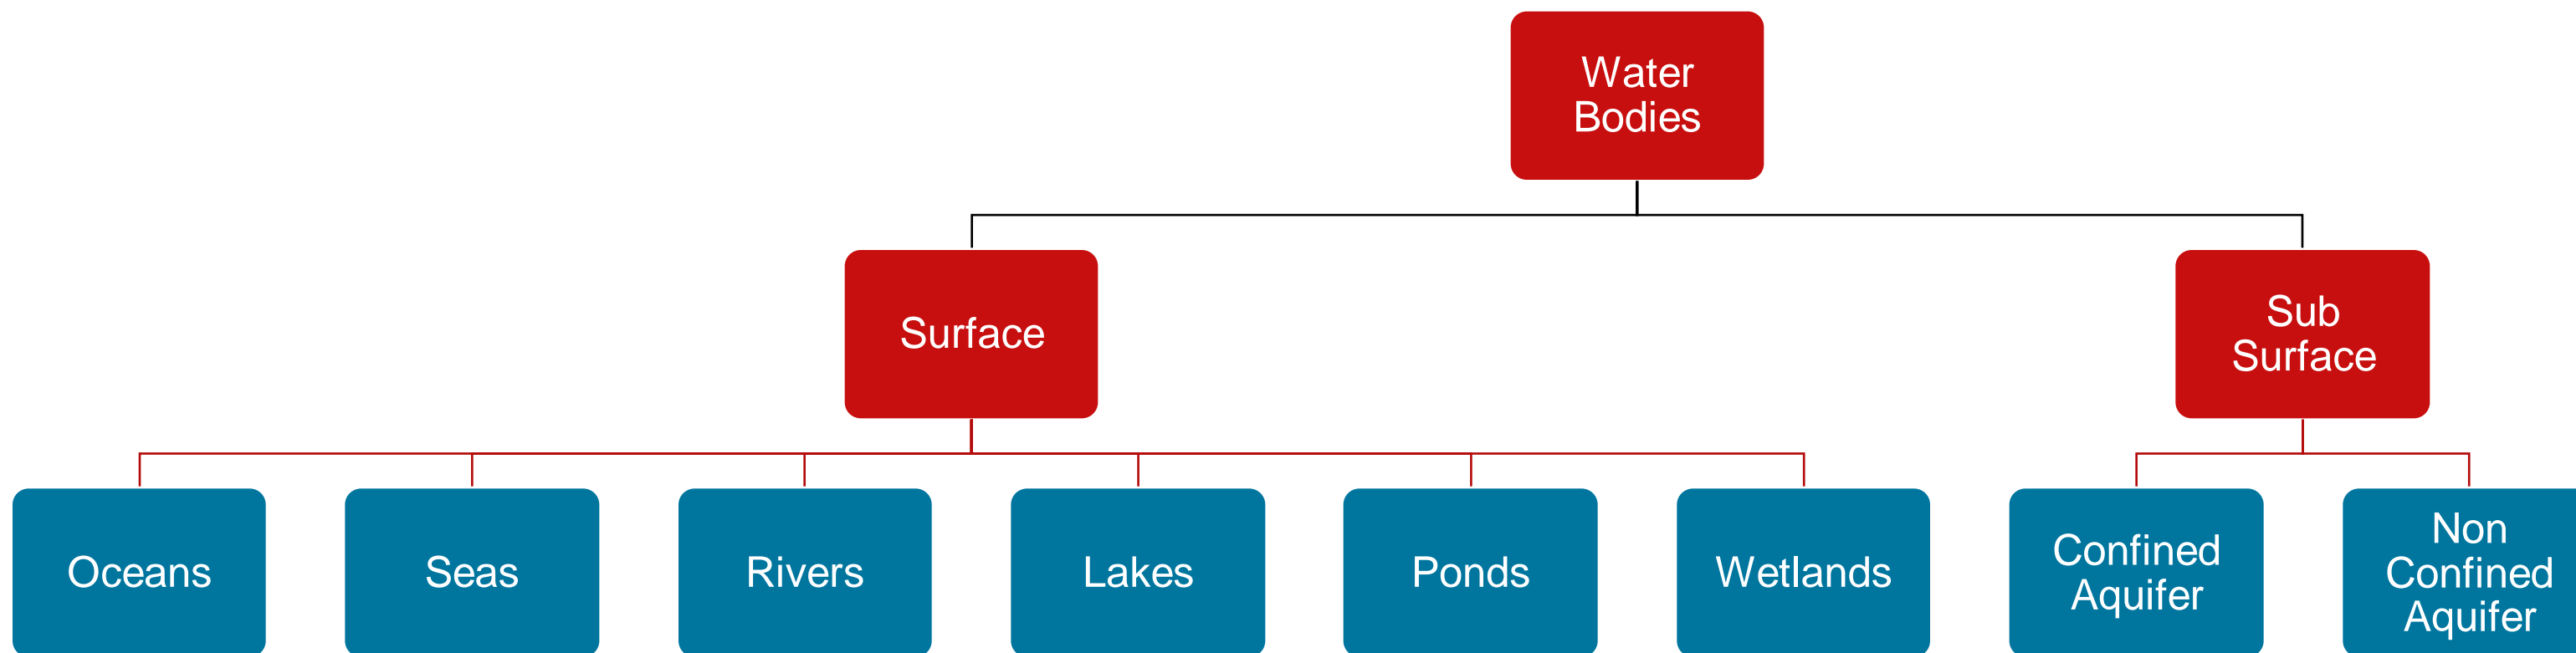 Water
Bodies
Surface
Sub
Surface
Oceans
Seas
Rivers
Lakes
Ponds
Wetlands
Confined
Aquifer
Non
Confined
Aquifer